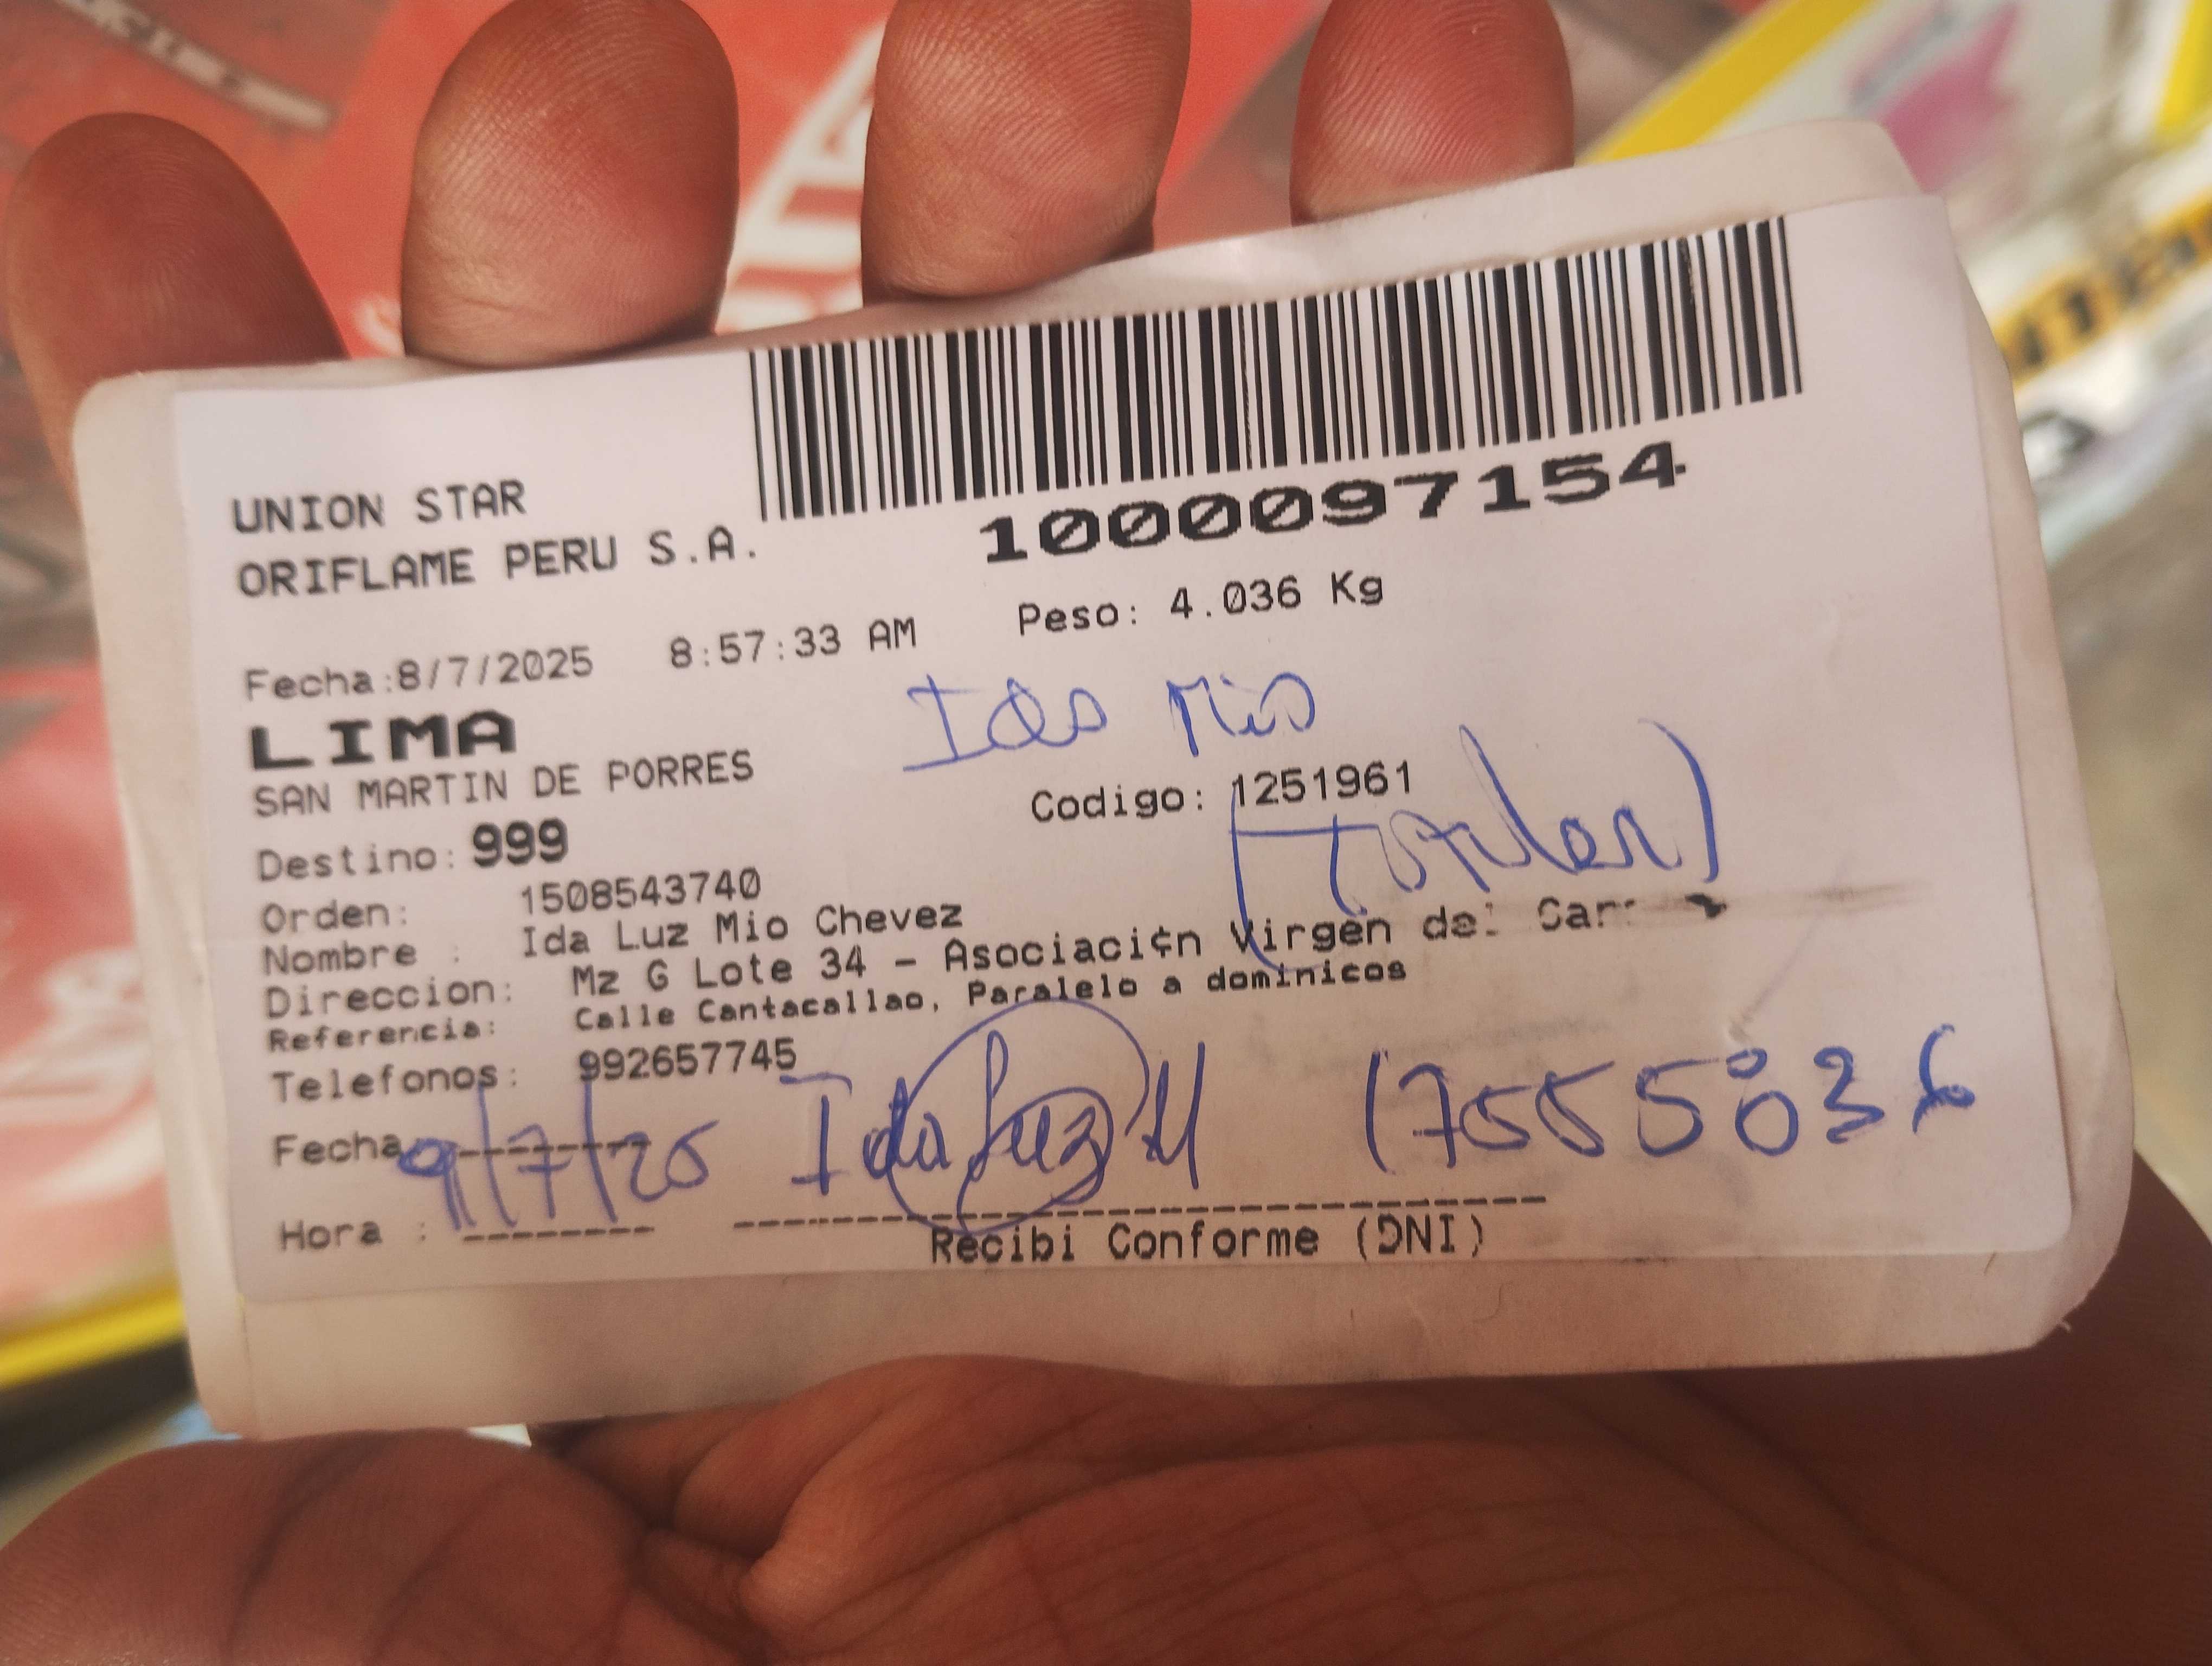 UNION STAR
ORIFLAME PERU S.A.
1000097154
Fecha:8/7/2025 8:57:33 AM Peso: 4.036 Kg
LIMA
Ida Mio
SAN MARTIN DE PORRES
Codigo: 1251961
(Titular)
Destino: 999
Orden: 1508543740
Nombre : Ida Luz Mio Chevez
Direccion: Mz G Lote 34 - Asociaci¢n Virgen del
Referencia: Calle Cantacallao, Paralelo a dominicos
Telefonos: 992657745
Fecha 9/7/25 Ida Luz M
Hora :
Recibi Conforme (DNI)